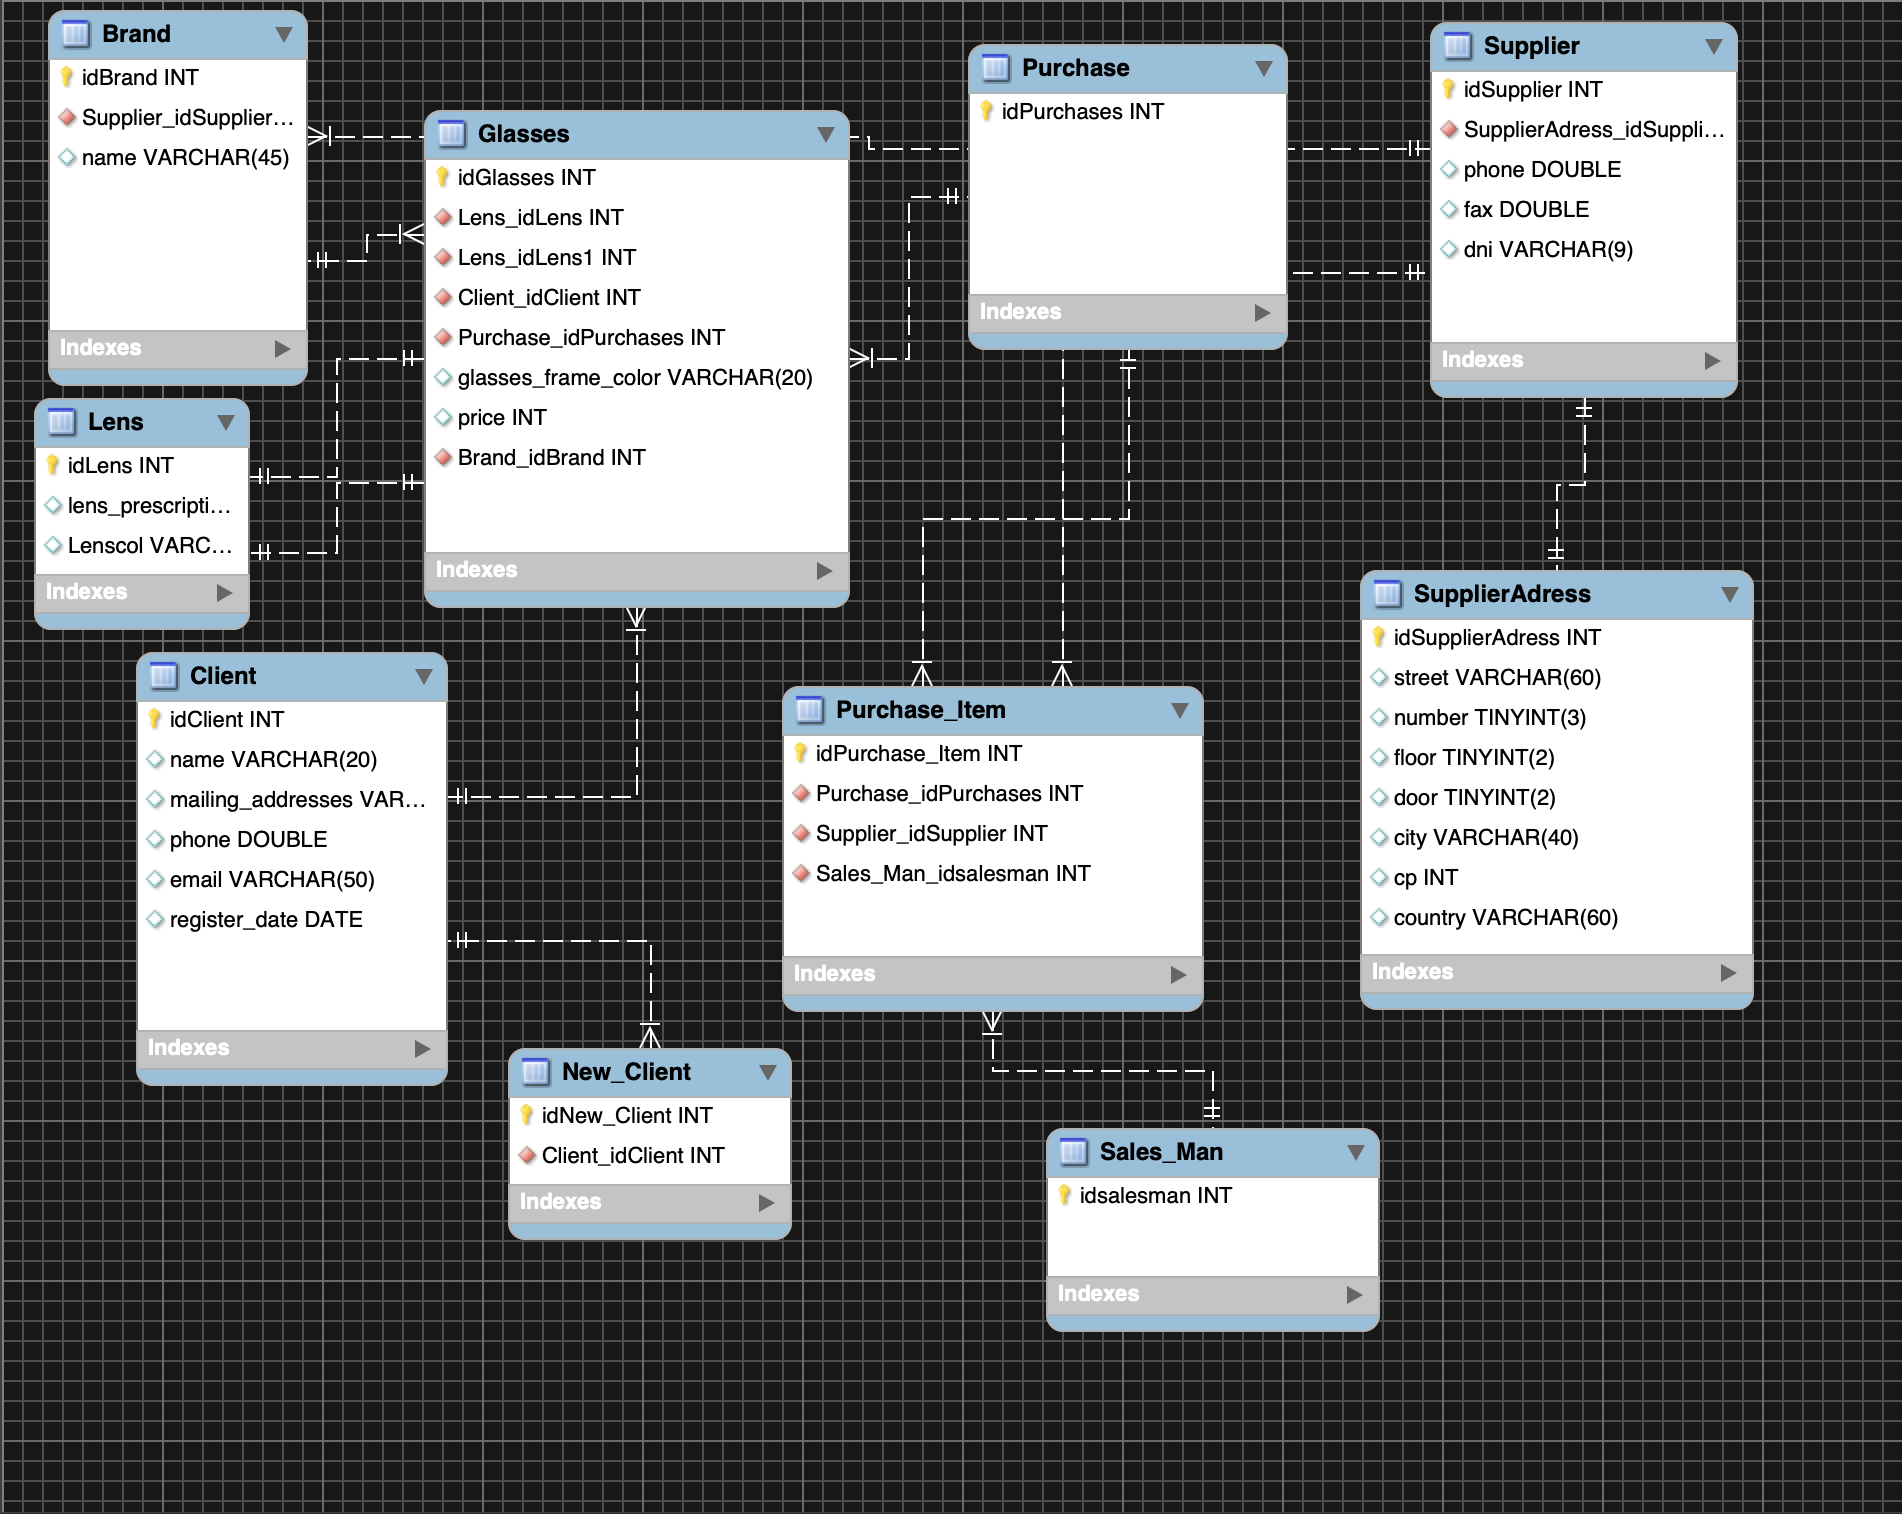 Brand
idBrand INT
Supplier_idSupplier...
name VARCHAR(45)
Indexes
Glasses
idGlasses INT
Lens_idLens INT
Lens_idLens1 INT
Client_idClient INT
Purchase_idPurchases INT
glasses_frame_color VARCHAR(20)
price INT
Brand_idBrand INT
Indexes
Purchase
idPurchases INT
Indexes
Supplier
idSupplier INT
SupplierAdress_idSuppli...
phone DOUBLE
fax DOUBLE
dni VARCHAR(9)
Indexes
Lens
idLens INT
lens_prescripti...
Lenscol VARC...
Indexes
Client
idClient INT
name VARCHAR(20)
mailing_addresses VAR...
phone DOUBLE
email VARCHAR(50)
register_date DATE
Indexes
Purchase_Item
idPurchase_Item INT
Purchase_idPurchases INT
Supplier_idSupplier INT
Sales_Man_idsalesman INT
Indexes
SupplierAdress
idSupplierAdress INT
street VARCHAR(60)
number TINYINT(3)
floor TINYINT(2)
door TINYINT(2)
city VARCHAR(40)
cp INT
country VARCHAR(60)
Indexes
New_Client
idNew_Client INT
Client_idClient INT
Indexes
Sales_Man
idsalesman INT
Indexes